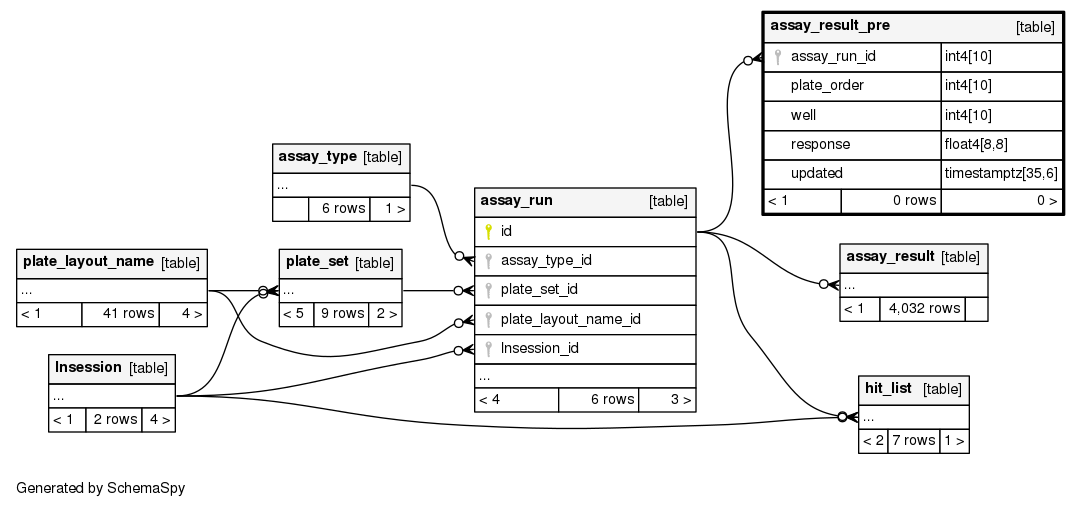 assay_result_pre [table]
assay_run_id int4[10]
plate_order int4[10]
well int4[10]
response float4[8,8]
updated timestamptz[35,6]
< 1 0 rows 0 >
assay_type [table]
...
6 rows 1 >
assay_run [table]
id
assay_type_id
plate_set_id
plate_layout_name_id
lnsession_id
...
< 4 6 rows 3 >
plate_layout_name [table]
...
< 1 41 rows 4 >
plate_set [table]
...
< 5 9 rows 2 >
assay_result [table]
...
< 1 4,032 rows
lnsession [table]
...
< 1 2 rows 4 >
hit_list [table]
...
< 2 7 rows 1 >
Generated by SchemaSpy